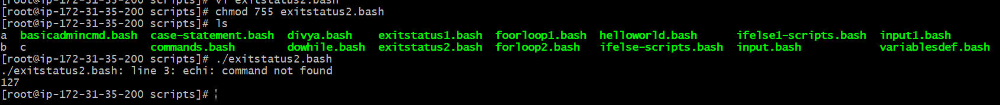 [root@ip-172-31-35-200 scripts]# vi exitstatus2.bash
[root@ip-172-31-35-200 scripts]# chmod 755 exitstatus2.bash
[root@ip-172-31-35-200 scripts]# ls
a  basicadmincmd.bash  case-statement.bash  divya.bash    exitstatus1.bash  foorloop1.bash  helloworld.bash      ifelse1-scripts.bash  input1.bash
b  c                   commands.bash        dowhile.bash  exitstatus2.bash  forloop2.bash   ifelse-scripts.bash  input.bash            variablesdef.bash
[root@ip-172-31-35-200 scripts]# ./exitstatus2.bash
./exitstatus2.bash: line 3: echi: command not found
127
[root@ip-172-31-35-200 scripts]#